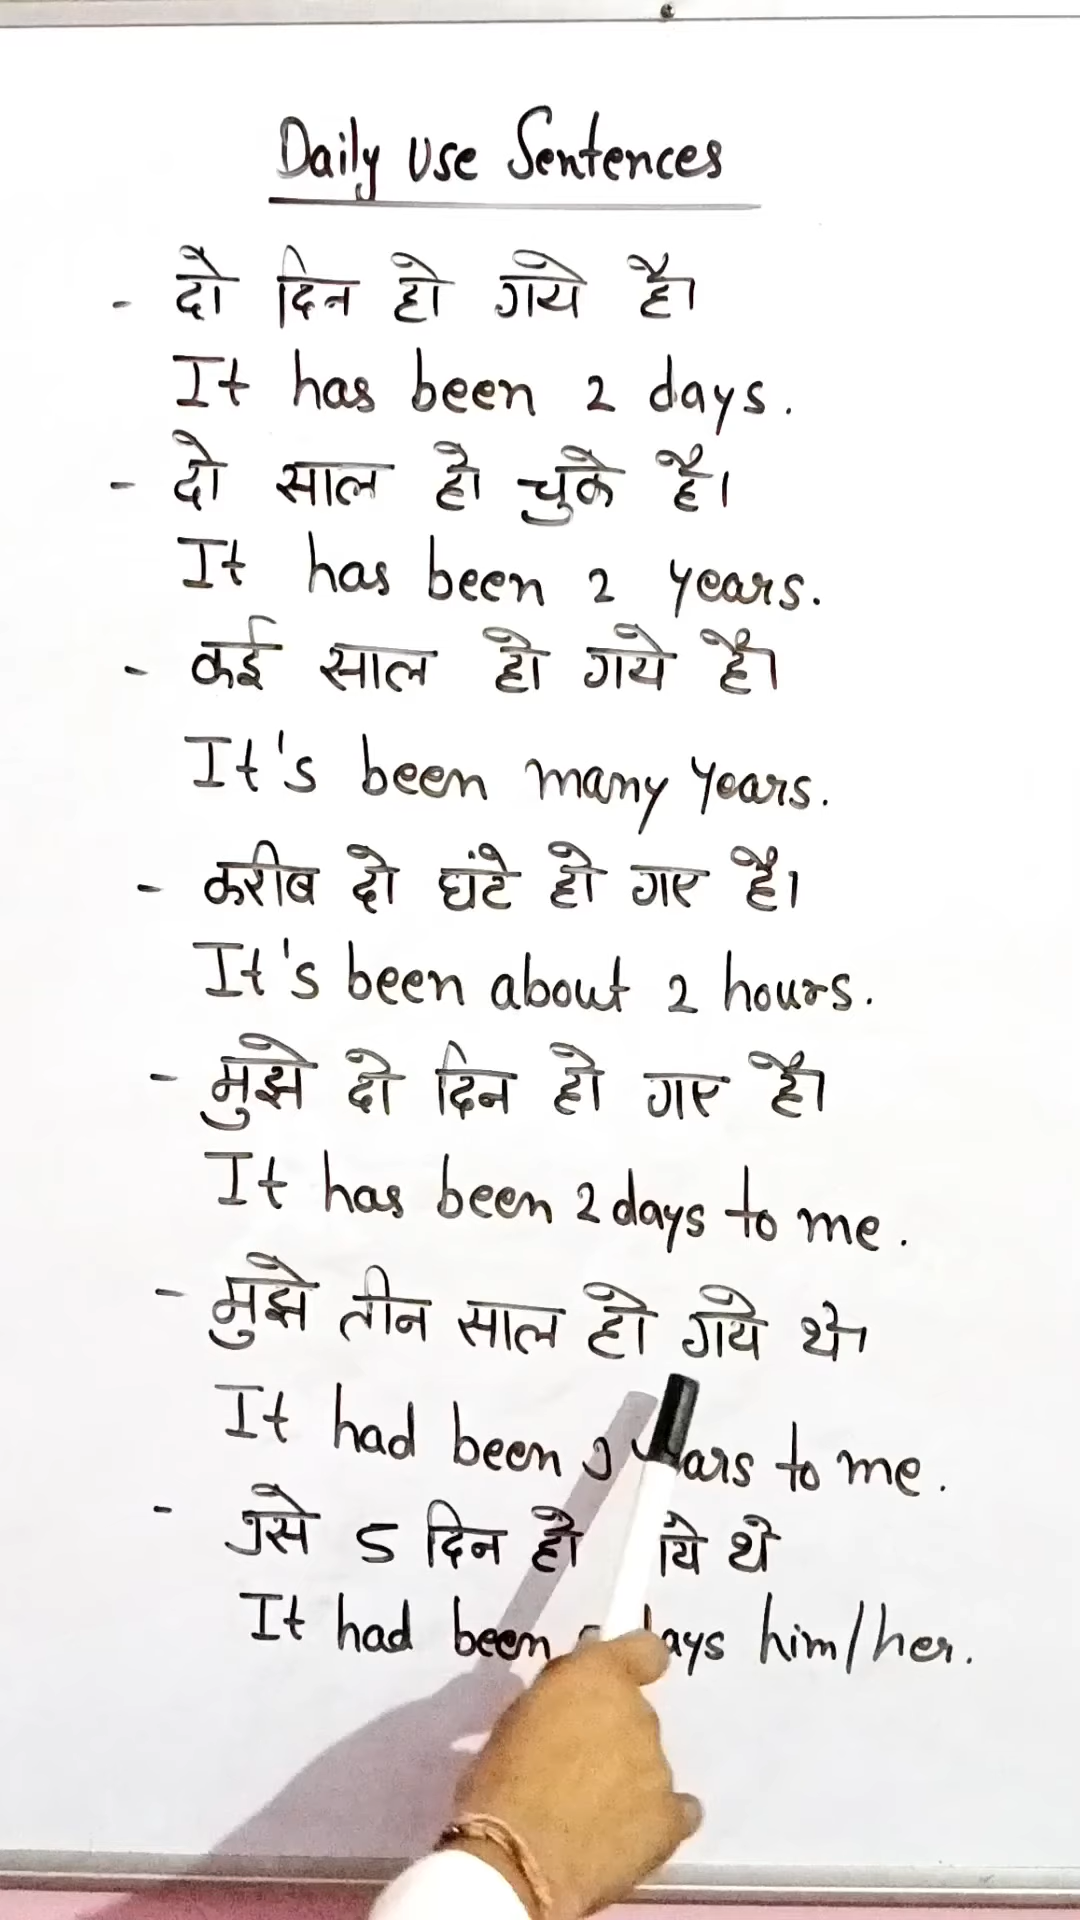 Daily Use Sentences
- दो दिन हो गये है।
It has been 2 days.
- दो साल हो चुके है।
It has been 2 years.
- कई साल हो गये है।
It's been many years.
- करीब दो घंटे हो गए है।
It's been about 2 hours.
- मुझे दो दिन हो गए है।
It has been 2 days to me.
- मुझे तीन साल हो गये थे।
It had been to me.
- उसे 5 दिन हो थे
It had been him/her.